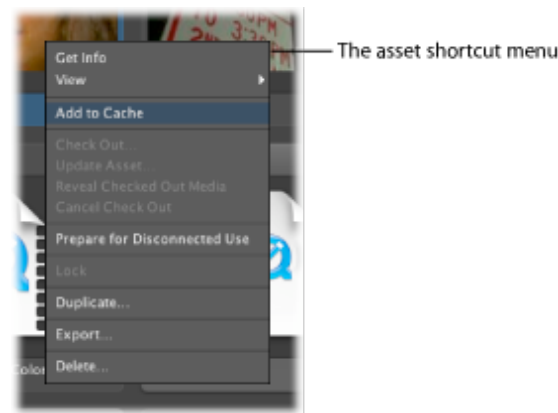 The asset shortcut menu
Get Info
View
Add to Cache
Check Out...
Update Asset...
Reveal Checked Out Media
Cancel Check Out
Prepare for Disconnected Use
Lock
Duplicate...
Export...
Delete...